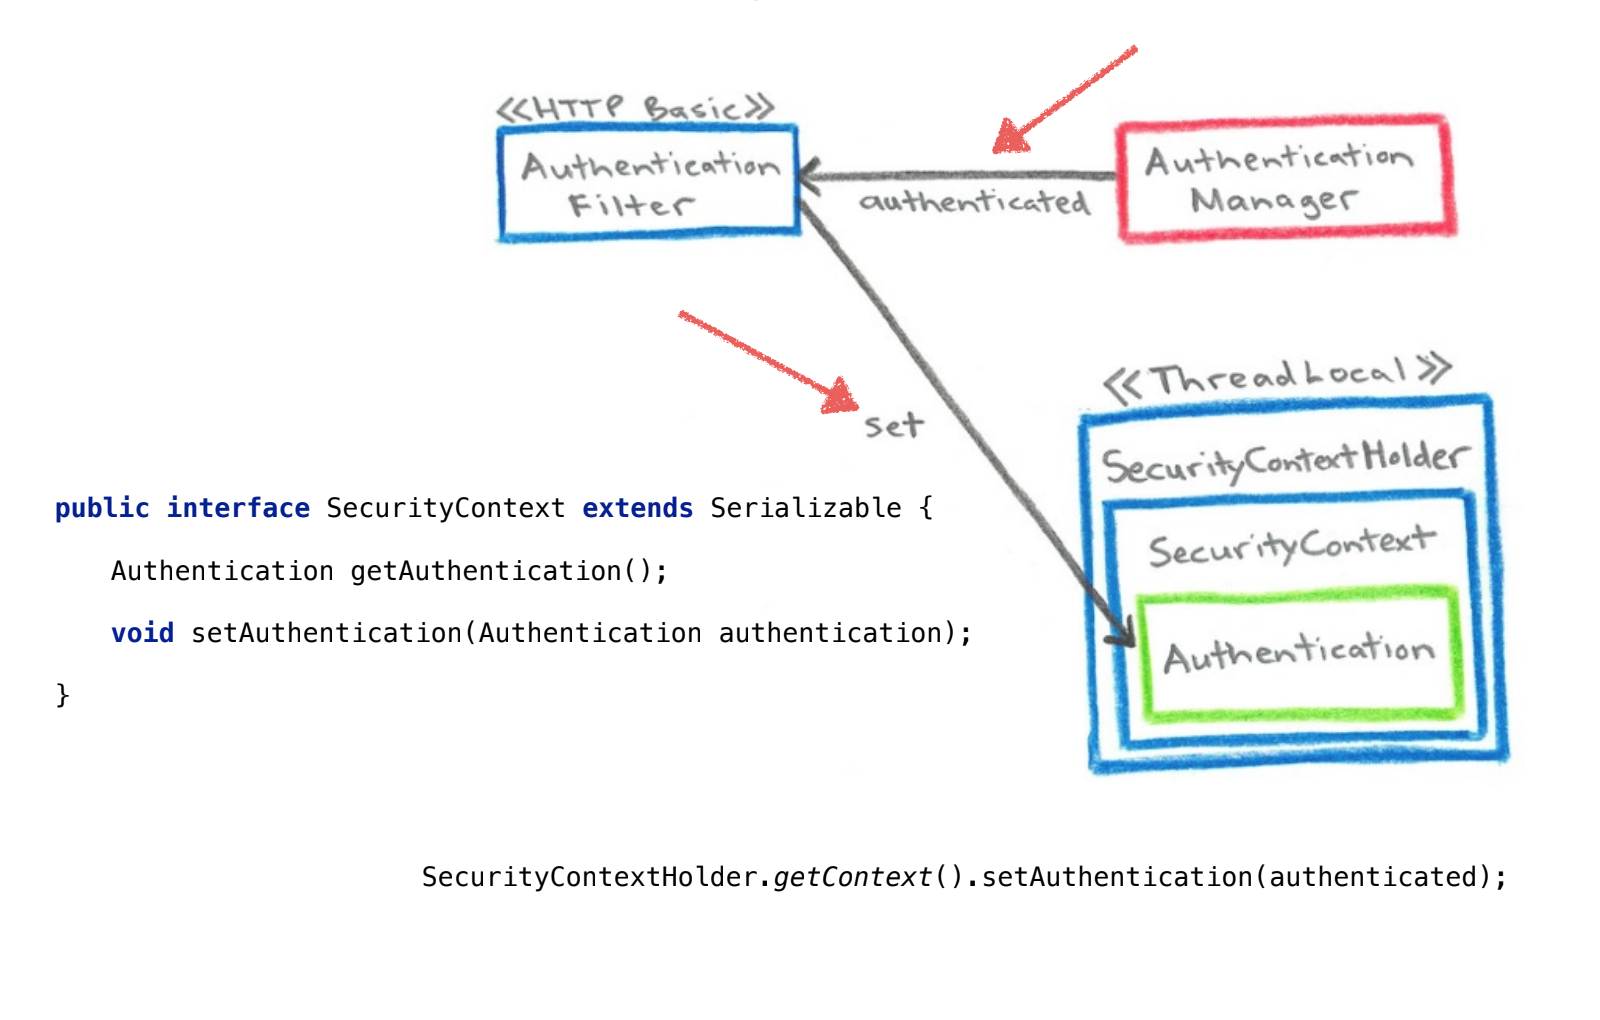 <<HTTP Basic>>
Authentication
Filter
authenticated
Authentication
Manager
set
<<ThreadLocal>>
SecurityContextHolder
SecurityContext
Authentication
public interface SecurityContext extends Serializable {
Authentication getAuthentication();
void setAuthentication(Authentication authentication);
}
SecurityContextHolder.getContext().setAuthentication(authenticated);